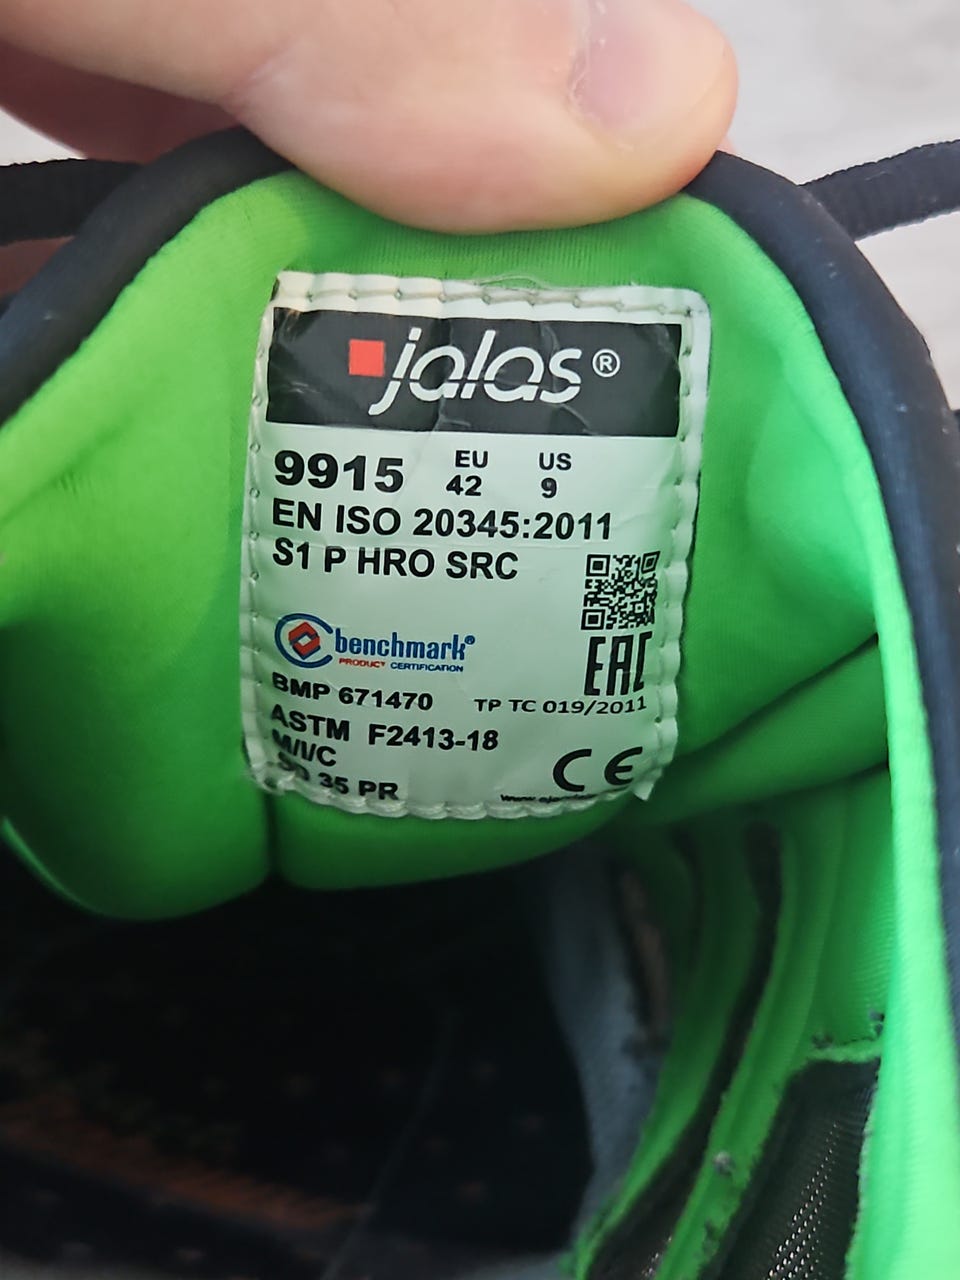 jalas®
9915 EU US
42 9
EN ISO 20345:2011
S1 P HRO SRC
benchmark®
PRODUCT CERTIFICATION
EAC
BMP 671470 TP TC 019/2011
ASTM F2413-18
M/I/C
SD 35 PR
CE